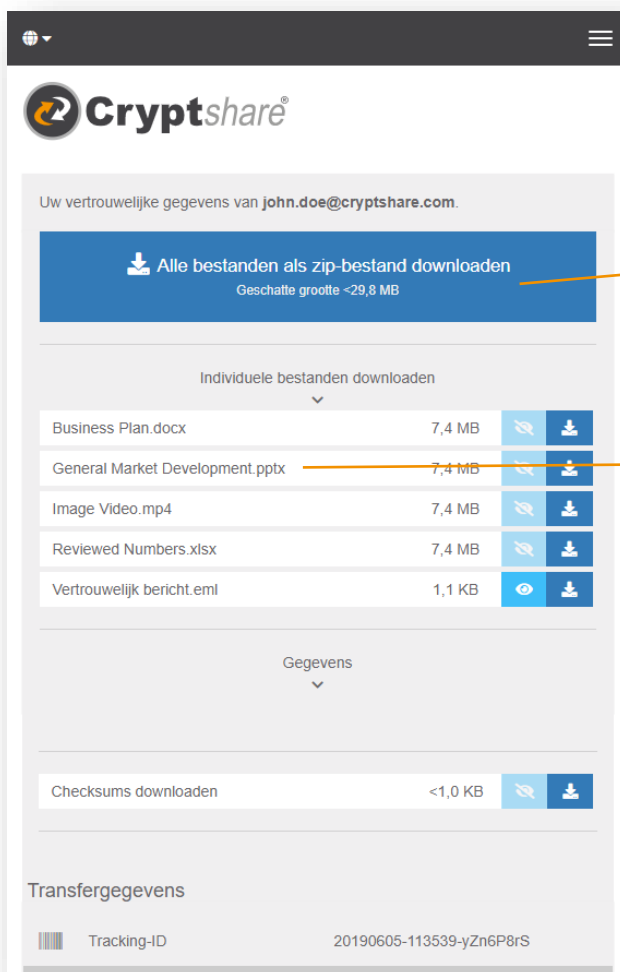 Cryptshare®
Uw vertrouwelijke gegevens van john.doe@cryptshare.com.
Alle bestanden als zip-bestand downloaden
Geschatte grootte <29,8 MB
Individuele bestanden downloaden
Business Plan.docx 7,4 MB
General Market Development.pptx 7,4 MB
Image Video.mp4 7,4 MB
Reviewed Numbers.xlsx 7,4 MB
Vertrouwelijk bericht.eml 1,1 KB
Gegevens
Checksums downloaden <1,0 KB
Transfergegevens
Tracking-ID 20190605-113539-yZn6P8rS